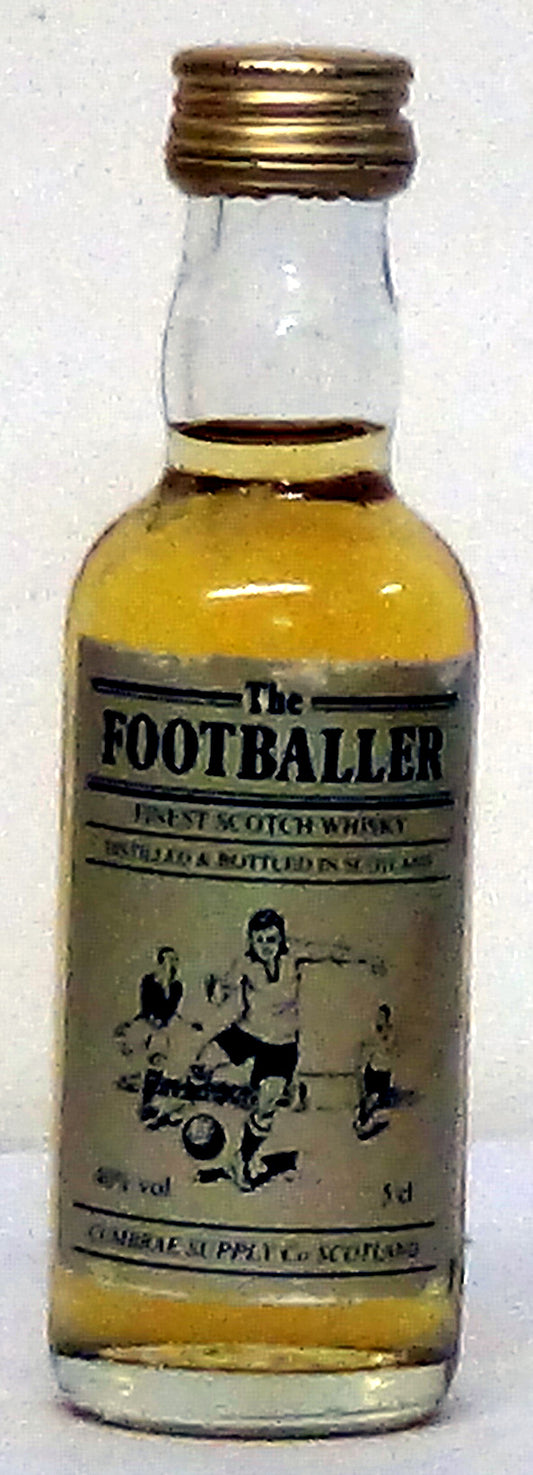 The
FOOTBALLER
FINEST SCOTCH WHISKY
DISTILLED & BOTTLED IN SCOTLAND
40% vol
5 cl
CUMBRAE SUPPLY Co SCOTLAND